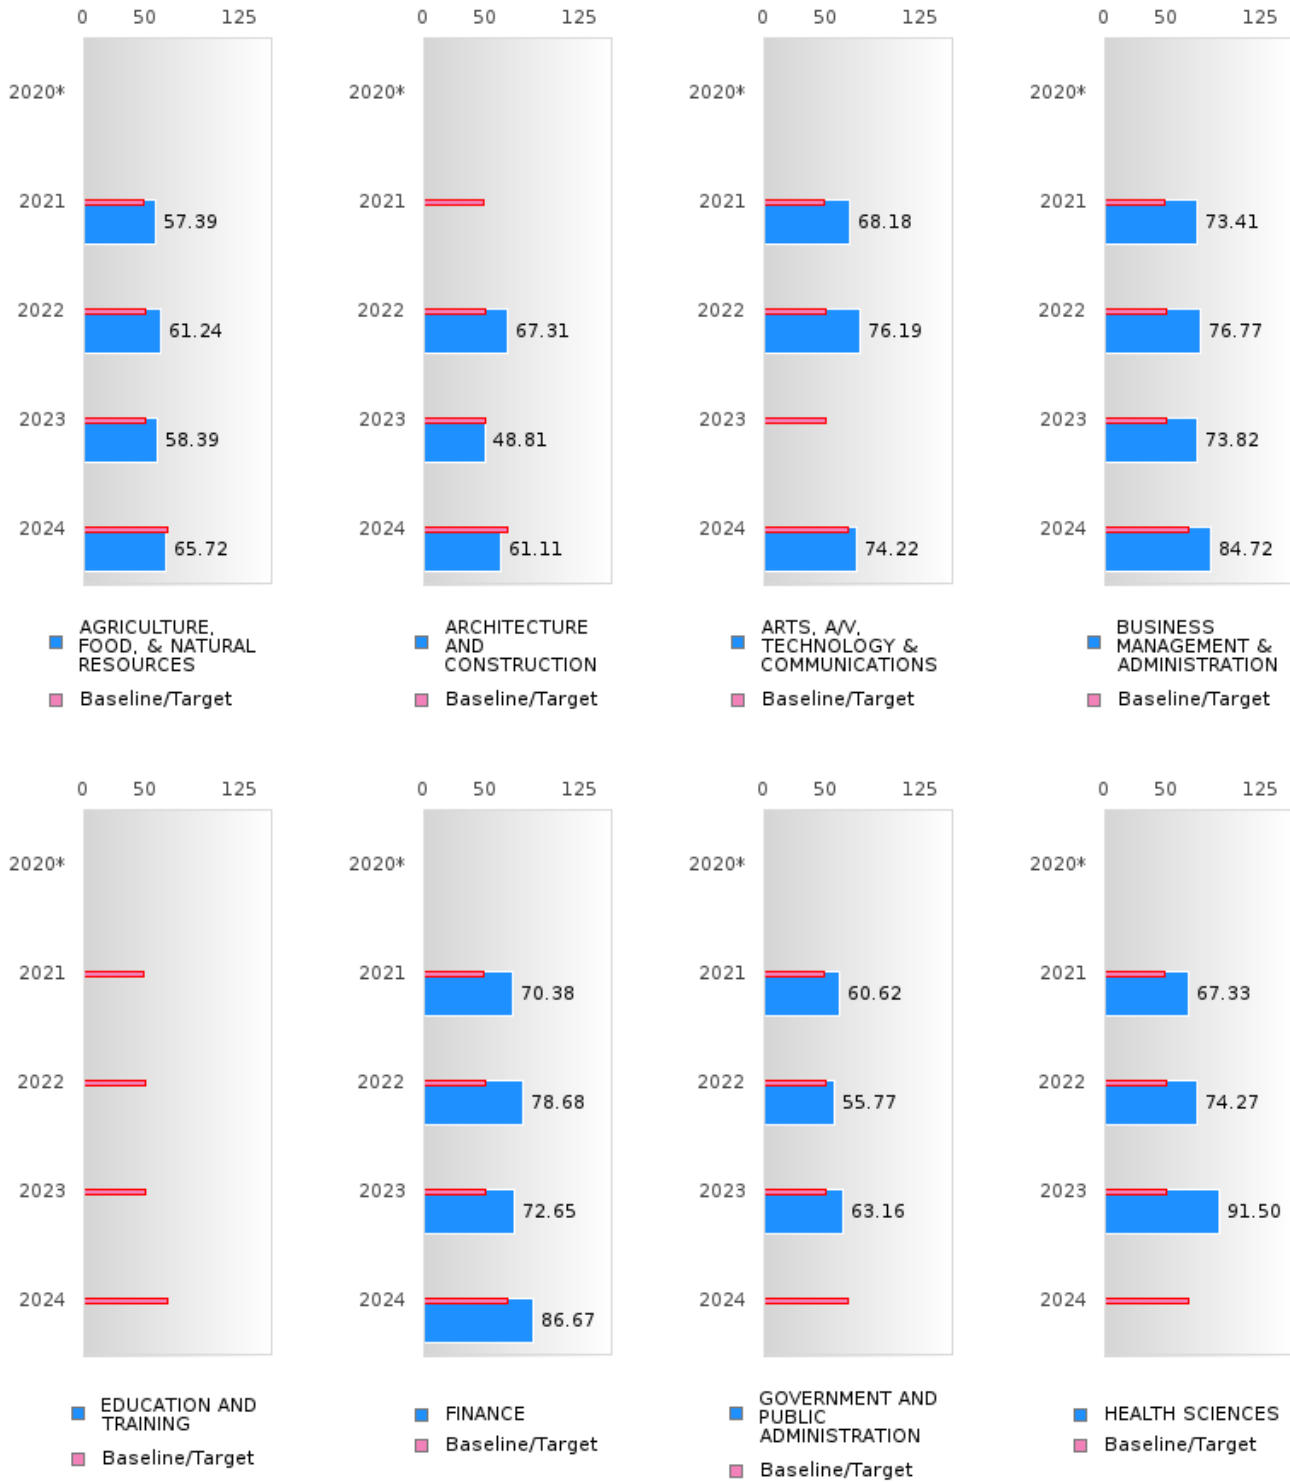 0 50 125 0 50 125 0 50 125 0 50 125
2020* 2020* 2020* 2020*
2021 57.39 2021 2021 68.18 2021 73.41
2022 61.24 2022 67.31 2022 76.19 2022 76.77
2023 58.39 2023 48.81 2023 2023 73.82
2024 65.72 2024 61.11 2024 74.22 2024 84.72
AGRICULTURE, ARCHITECTURE ARTS, A/V, BUSINESS
FOOD, & NATURAL AND TECHNOLOGY & MANAGEMENT &
RESOURCES CONSTRUCTION COMMUNICATIONS ADMINISTRATION
Baseline/Target Baseline/Target Baseline/Target Baseline/Target
0 50 125 0 50 125 0 50 125 0 50 125
2020* 2020* 2020* 2020*
2021 2021 70.38 2021 60.62 2021 67.33
2022 2022 78.68 2022 55.77 2022 74.27
2023 2023 72.65 2023 63.16 2023 91.50
2024 2024 86.67 2024 2024
EDUCATION AND FINANCE GOVERNMENT AND HEALTH SCIENCES
TRAINING PUBLIC
ADMINISTRATION
Baseline/Target Baseline/Target Baseline/Target Baseline/Target